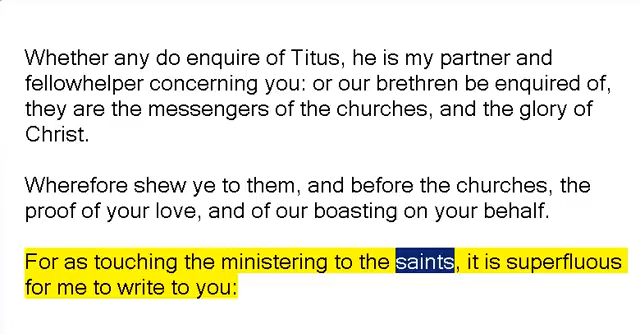 Whether any do enquire of Titus, he is my partner and
fellowhelper concerning you: or our brethren be enquired of,
they are the messengers of the churches, and the glory of
Christ.
Wherefore shew ye to them, and before the churches, the
proof of your love, and of our boasting on your behalf.
For as touching the ministering to the saints, it is superfluous
for me to write to you: